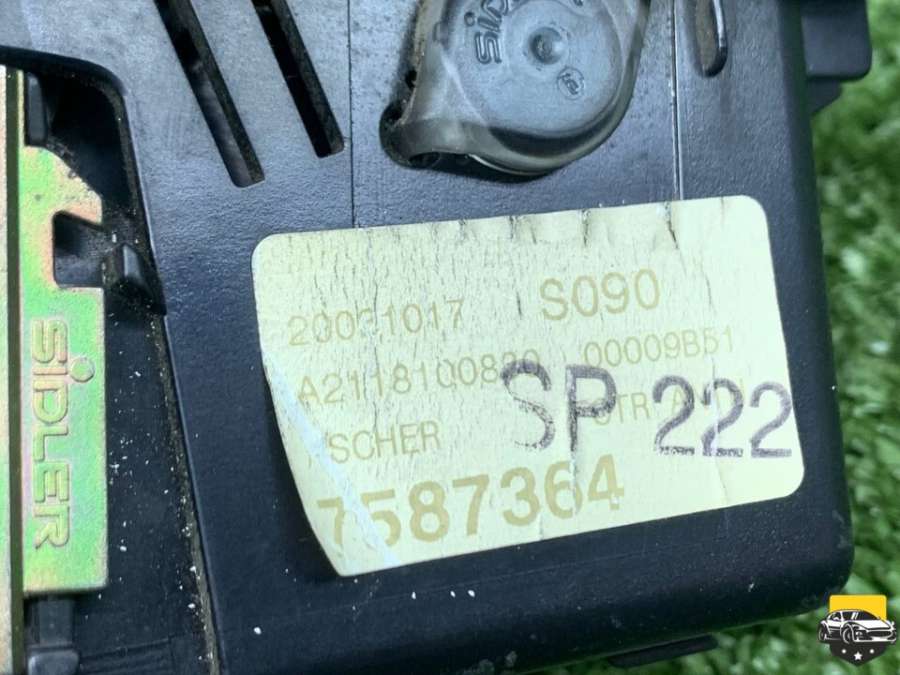 SIDLER
20031017 S090
A2118100830 00009B51
SCHER
SP 222
7587364
SIDLER